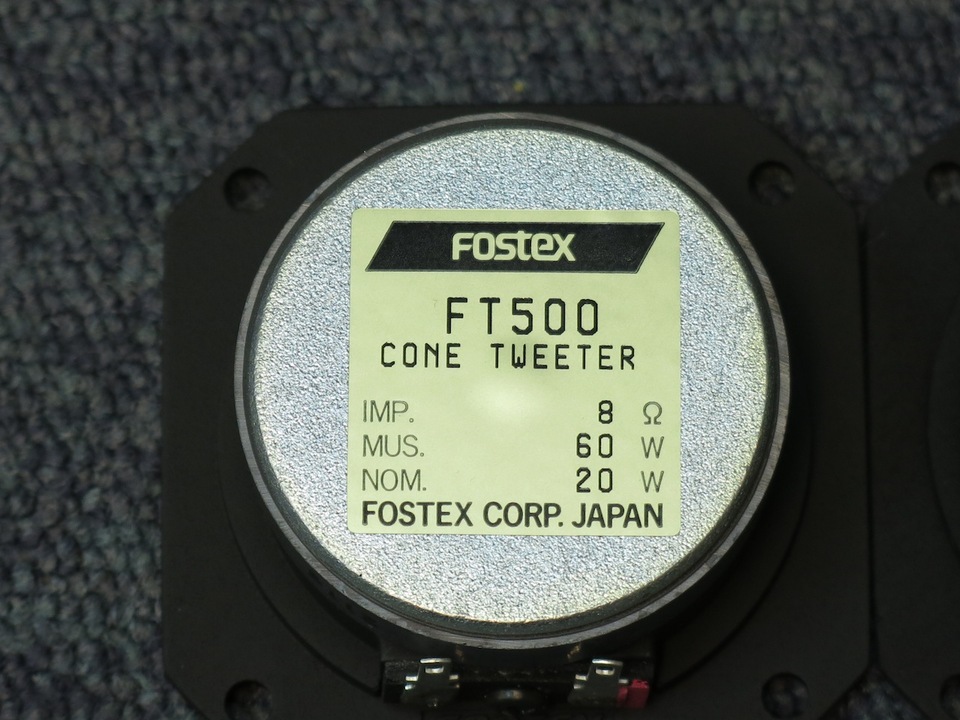 FOSTEX
FT500
CONE TWEETER
IMP. 8 Ω
MUS. 60 W
NOM. 20 W
FOSTEX CORP. JAPAN